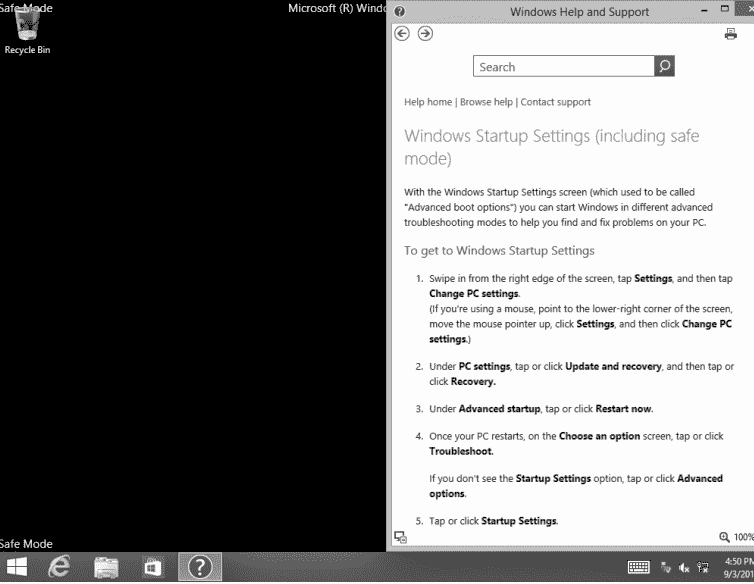 Safe Mode
Microsoft (R) Windo
Recycle Bin
Windows Help and Support
Search
Help home | Browse help | Contact support
Windows Startup Settings (including safe
mode)
With the Windows Startup Settings screen (which used to be called
"Advanced boot options") you can start Windows in different advanced
troubleshooting modes to help you find and fix problems on your PC.
To get to Windows Startup Settings
1. Swipe in from the right edge of the screen, tap Settings, and then tap
Change PC settings.
(If you're using a mouse, point to the lower-right corner of the screen,
move the mouse pointer up, click Settings, and then click Change PC
settings.)
2. Under PC settings, tap or click Update and recovery, and then tap or
click Recovery.
3. Under Advanced startup, tap or click Restart now.
4. Once your PC restarts, on the Choose an option screen, tap or click
Troubleshoot.
If you don't see the Startup Settings option, tap or click Advanced
options.
5. Tap or click Startup Settings.
100%
Safe Mode
4:50 PM
9/3/201